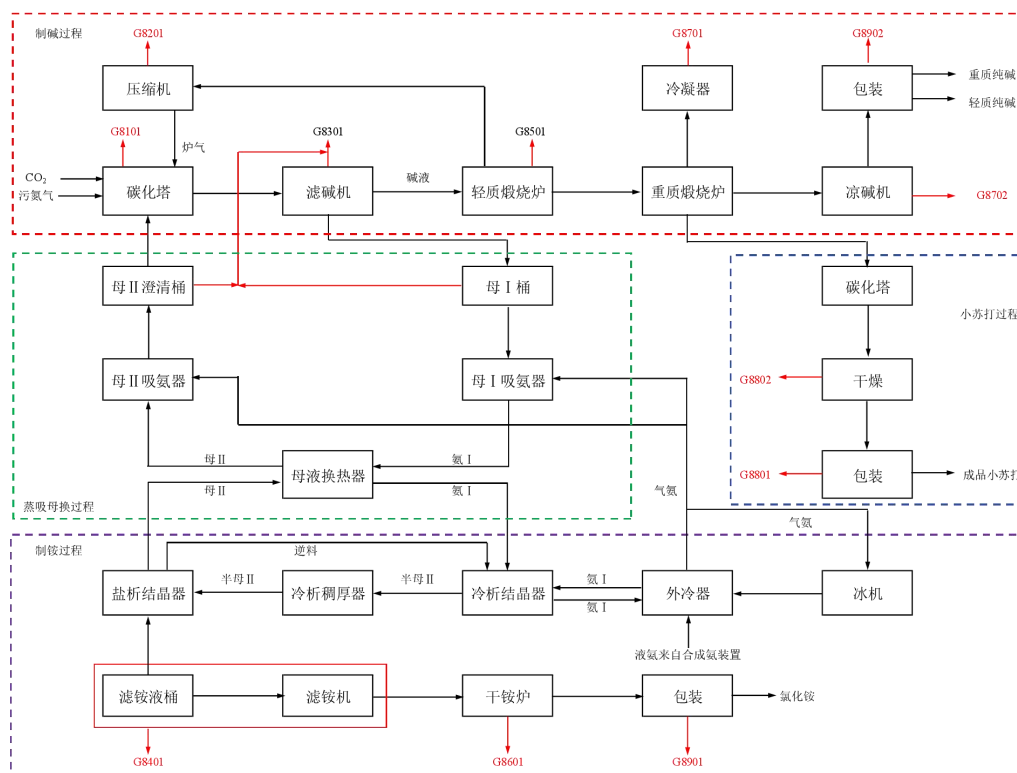 制碱过程
G8201
G8701
G8902
压缩机
冷凝器
包装
重质纯碱
轻质纯碱
G8101
炉气
G8301
G8501
CO₂
污氨气
碳化塔
滤碱机
碱液
轻质煅烧炉
重质煅烧炉
凉碱机
G8702
母Ⅱ澄清桶
母Ⅰ桶
碳化塔
小苏打过程
母Ⅱ吸氨器
母Ⅰ吸氨器
G8802
干燥
母Ⅱ
母液换热器
氨Ⅰ
G8801
包装
成品小苏打
母Ⅱ
氨Ⅰ
气氨
蒸吸母换过程
气氨
制铵过程
逆料
盐析结晶器
半母Ⅱ
冷析稠厚器
半母Ⅱ
冷析结晶器
氨Ⅰ
氨Ⅰ
外冷器
冰机
液氨来自合成氨装置
滤铵液桶
滤铵机
干铵炉
包装
氯化铵
G8401
G8601
G8901